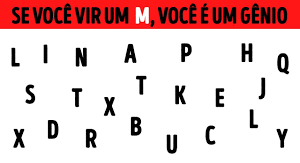 SE VOCÊ VIR UM M, VOCÊ É UM GÊNIO
L I N A P H Q
S T X T K E J
X D R B U C L Y